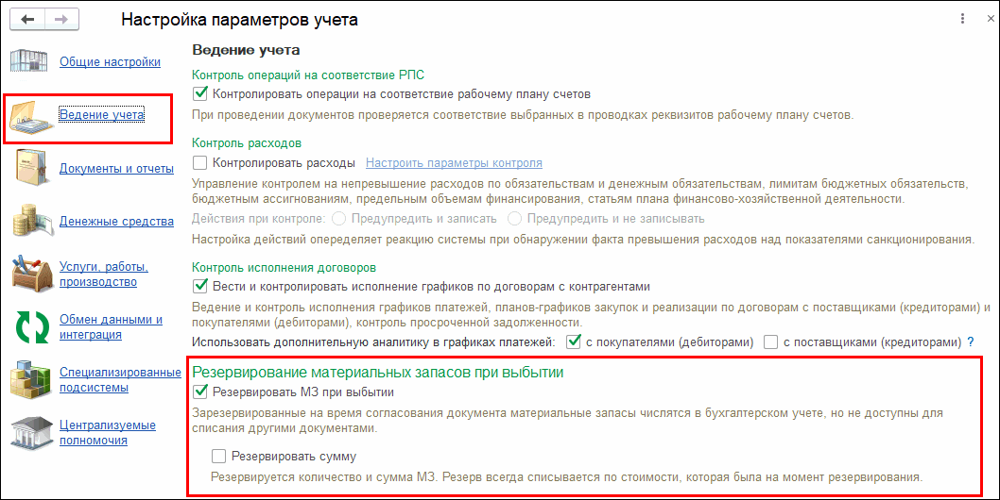 Настройка параметров учета
Общие настройки
Ведение учета
Документы и отчеты
Денежные средства
Услуги, работы,
производство
Обмен данными и
интеграция
Специализированные
подсистемы
Централизуемые
полномочия
Ведение учета
Контроль операций на соответствие РПС
Контролировать операции на соответствие рабочему плану счетов
При проведении документов проверяется соответствие выбранных в проводках реквизитов рабочему плану счетов.
Контроль расходов
Контролировать расходы Настроить параметры контроля
Управление контролем на непревышение расходов по обязательствам и денежным обязательствам, лимитам бюджетных обязательств,
бюджетным ассигнованиям, предельным объемам финансирования, статьям плана финансово-хозяйственной деятельности.
Действия при контроле: Предупредить и записать Предупредить и не записывать
Настройка действий опеределяет реакцию системы при обнаружении факта превышения расходов над показателями санкционирования.
Контроль исполнения договоров
Вести и контролировать исполнение графиков по договорам с контрагентами
Ведение и контроль исполнения графиков платежей, планов-графиков закупок и реализации по договорам с поставщиками (кредиторами) и
покупателями (дебиторами), контроль просроченной задолженности.
Использовать дополнительную аналитику в графиках платежей: с покупателями (дебиторами) с поставщиками (кредиторами) ?
Резервирование материальных запасов при выбытии
Резервировать МЗ при выбытии
Зарезервированные на время согласования документа материальные запасы числятся в бухгалтерском учете, но не доступны для
списания другими документами.
Резервировать сумму
Резервируется количество и сумма МЗ. Резерв всегда списывается по стоимости, которая была на момент резервирования.